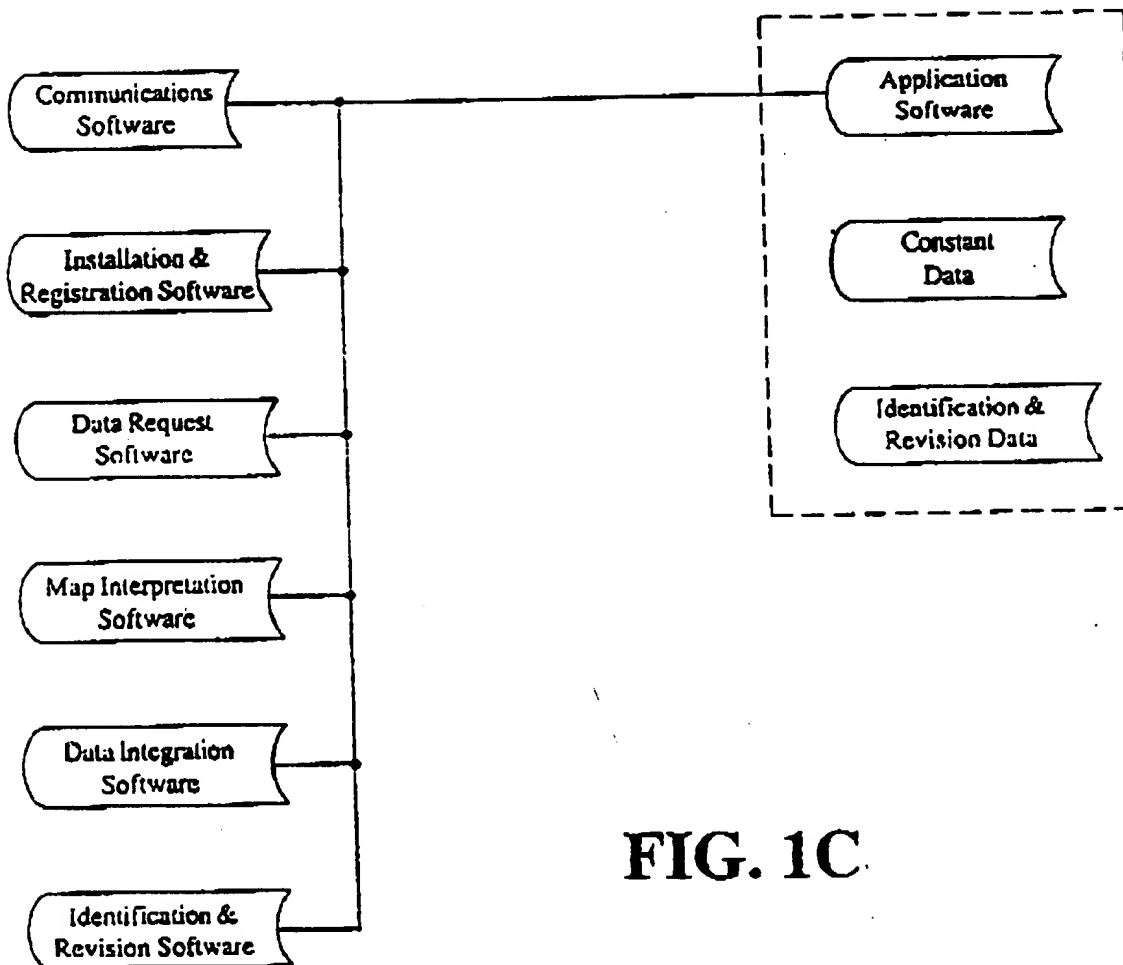 Communications
Software
Application
Software
Installation &
Registration Software
Constant
Data
Data Request
Software
Identification &
Revision Data
Map Interpretation
Software
Data Integration
Software
Identification &
Revision Software
FIG. 1C